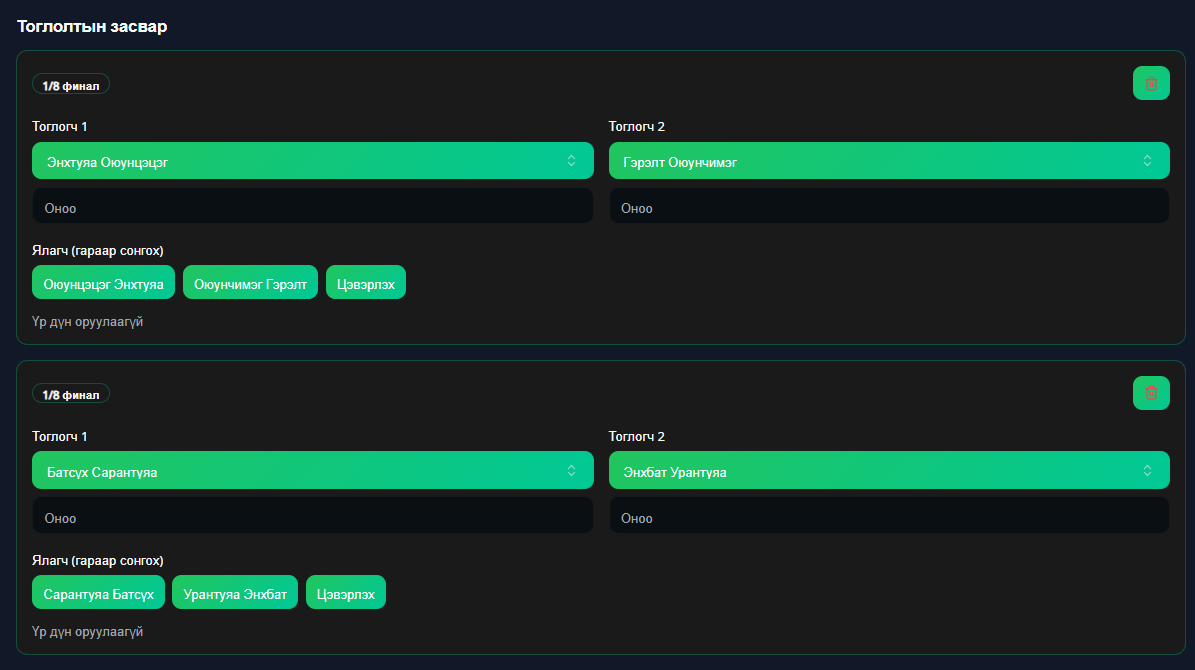 Тоглолтын засвар
1/8 финал
Тоглогч 1
Тоглогч 2
Энхтуяа Оюунцэцэг
Гэрэлт Оюунчимэг
Оноо
Оноо
Ялагч (гараар сонгох)
Оюунцэцэг Энхтуяа
Оюунчимэг Гэрэлт
Цэвэрлэх
Үр дүн оруулаагүй
1/8 финал
Тоглогч 1
Тоглогч 2
Батсүх Сарантуяа
Энхбат Урантуяа
Оноо
Оноо
Ялагч (гараар сонгох)
Сарантуяа Батсүх
Урантуяа Энхбат
Цэвэрлэх
Үр дүн оруулаагүй